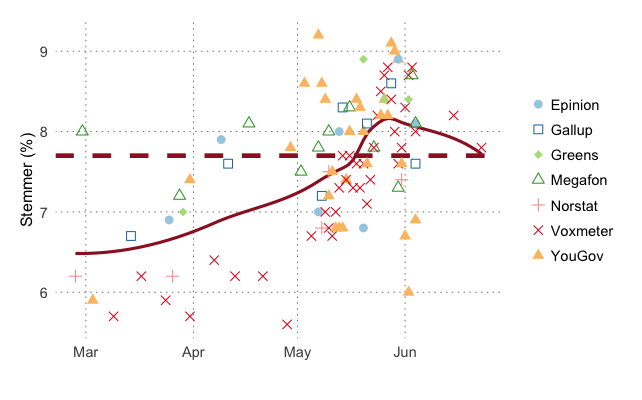 Stemmer (%)
9
8
7
6
Mar
Apr
May
Jun
Epinion
Gallup
Greens
Megafon
Norstat
Voxmeter
YouGov